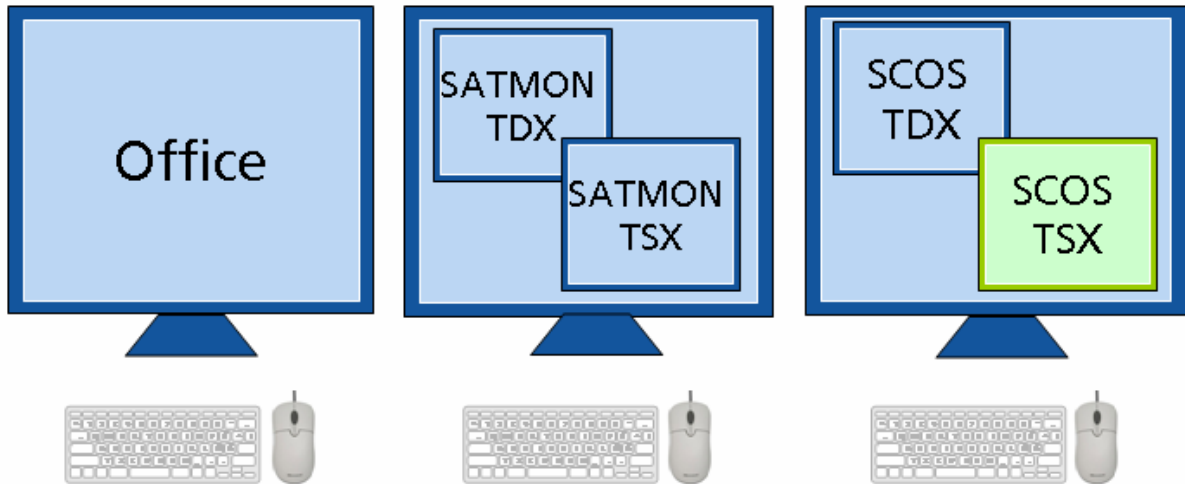 Office
SATMON
TDX
SATMON
TSX
SCOS
TDX
SCOS
TSX